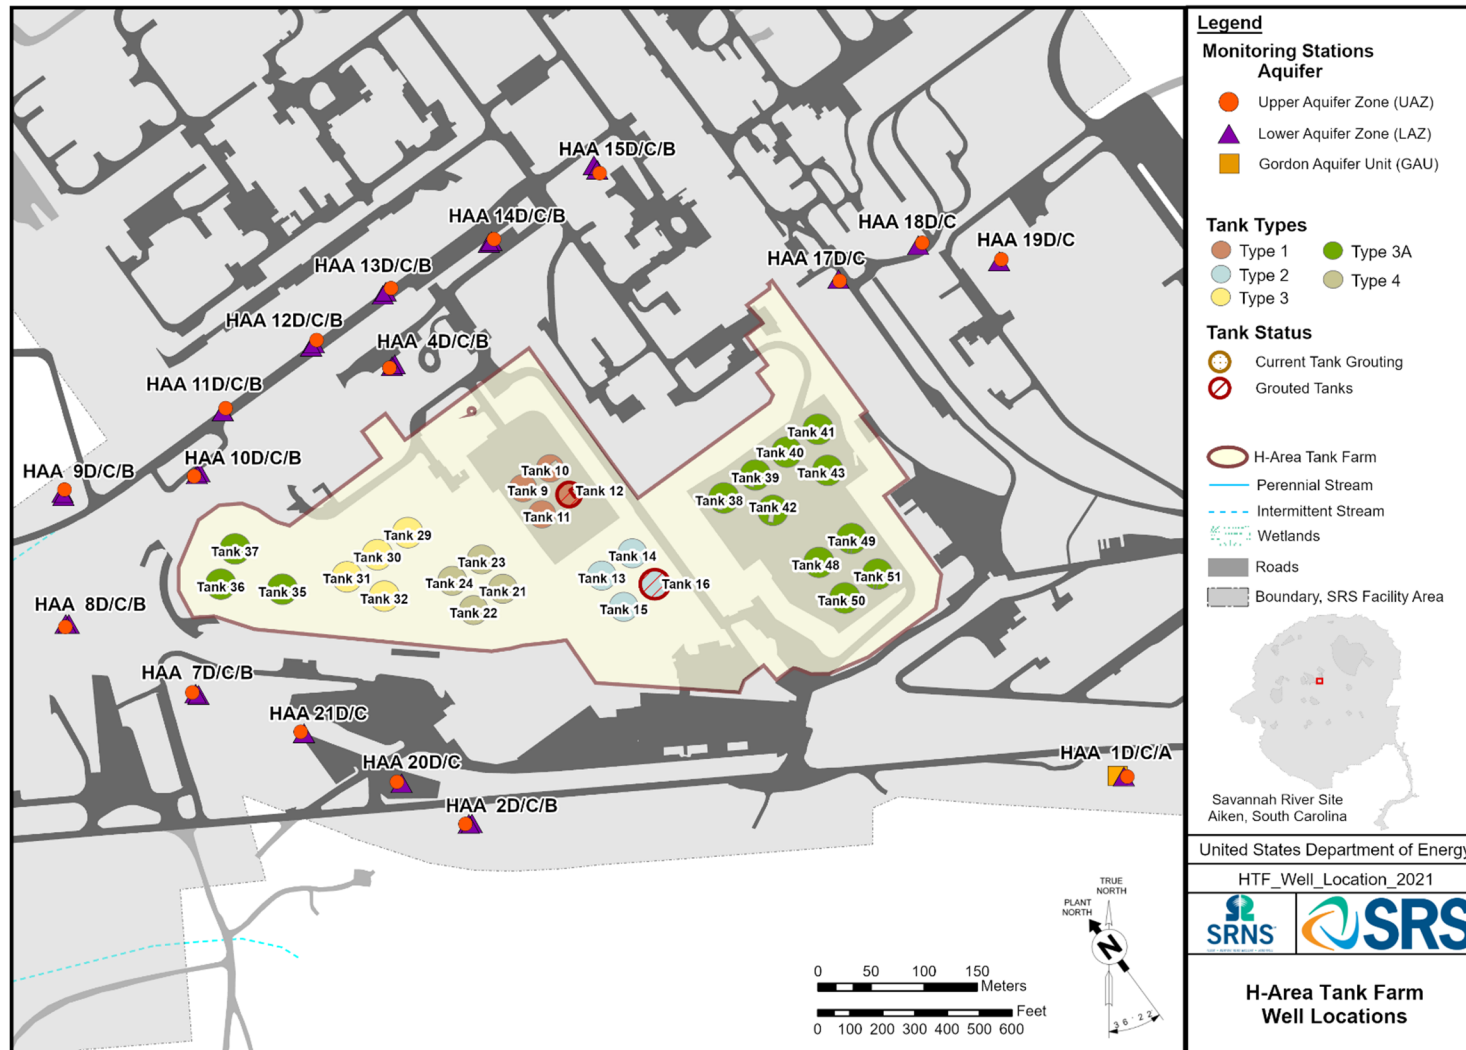 HAA 15D/C/B
HAA 14D/C/B
HAA 18D/C
HAA 19D/C
HAA 17D/C
HAA 13D/C/B
HAA 12D/C/B
HAA 4D/C/B
HAA 11D/C/B
HAA 10D/C/B
HAA 9D/C/B
HAA 8D/C/B
HAA 7D/C/B
HAA 21D/C
HAA 20D/C
HAA 2D/C/B
HAA 1D/C/A
Tank 41
Tank 40
Tank 43
Tank 39
Tank 38
Tank 42
Tank 10
Tank 9
Tank 12
Tank 11
Tank 49
Tank 48
Tank 51
Tank 50
Tank 29
Tank 30
Tank 31
Tank 32
Tank 37
Tank 36
Tank 35
Tank 23
Tank 24
Tank 21
Tank 22
Tank 14
Tank 13
Tank 16
Tank 15
TRUE
NORTH
PLANT
NORTH
N
36°22'
0 50 100 150
Meters
Feet
0 100 200 300 400 500 600
Legend
Monitoring Stations
Aquifer
Upper Aquifer Zone (UAZ)
Lower Aquifer Zone (LAZ)
Gordon Aquifer Unit (GAU)
Tank Types
Type 1
Type 3A
Type 2
Type 4
Type 3
Tank Status
Current Tank Grouting
Grouted Tanks
H-Area Tank Farm
Perennial Stream
Intermittent Stream
Wetlands
Roads
Boundary, SRS Facility Area
Savannah River Site
Aiken, South Carolina
United States Department of Energy
HTF_Well_Location_2021
SRNS
SRS
H-Area Tank Farm
Well Locations